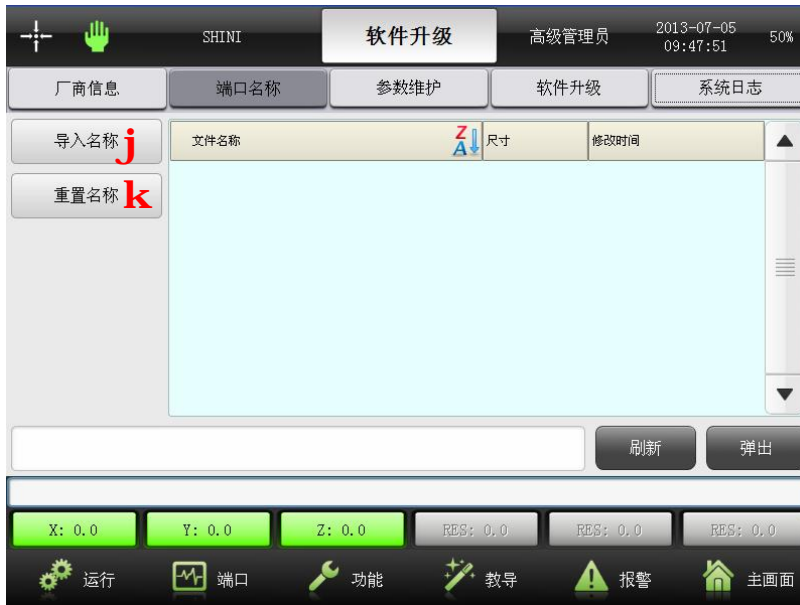 SHINI 软件升级 高级管理员 2013-07-05 09:47:51 50%
厂商信息 端口名称 参数维护 软件升级 系统日志
导入名称 j
文件名称 Z A 尺寸 修改时间
重置名称 k
刷新 弹出
X: 0.0 Y: 0.0 Z: 0.0 RES: 0.0 RES: 0.0 RES: 0.0
运行 端口 功能 教导 报警 主画面